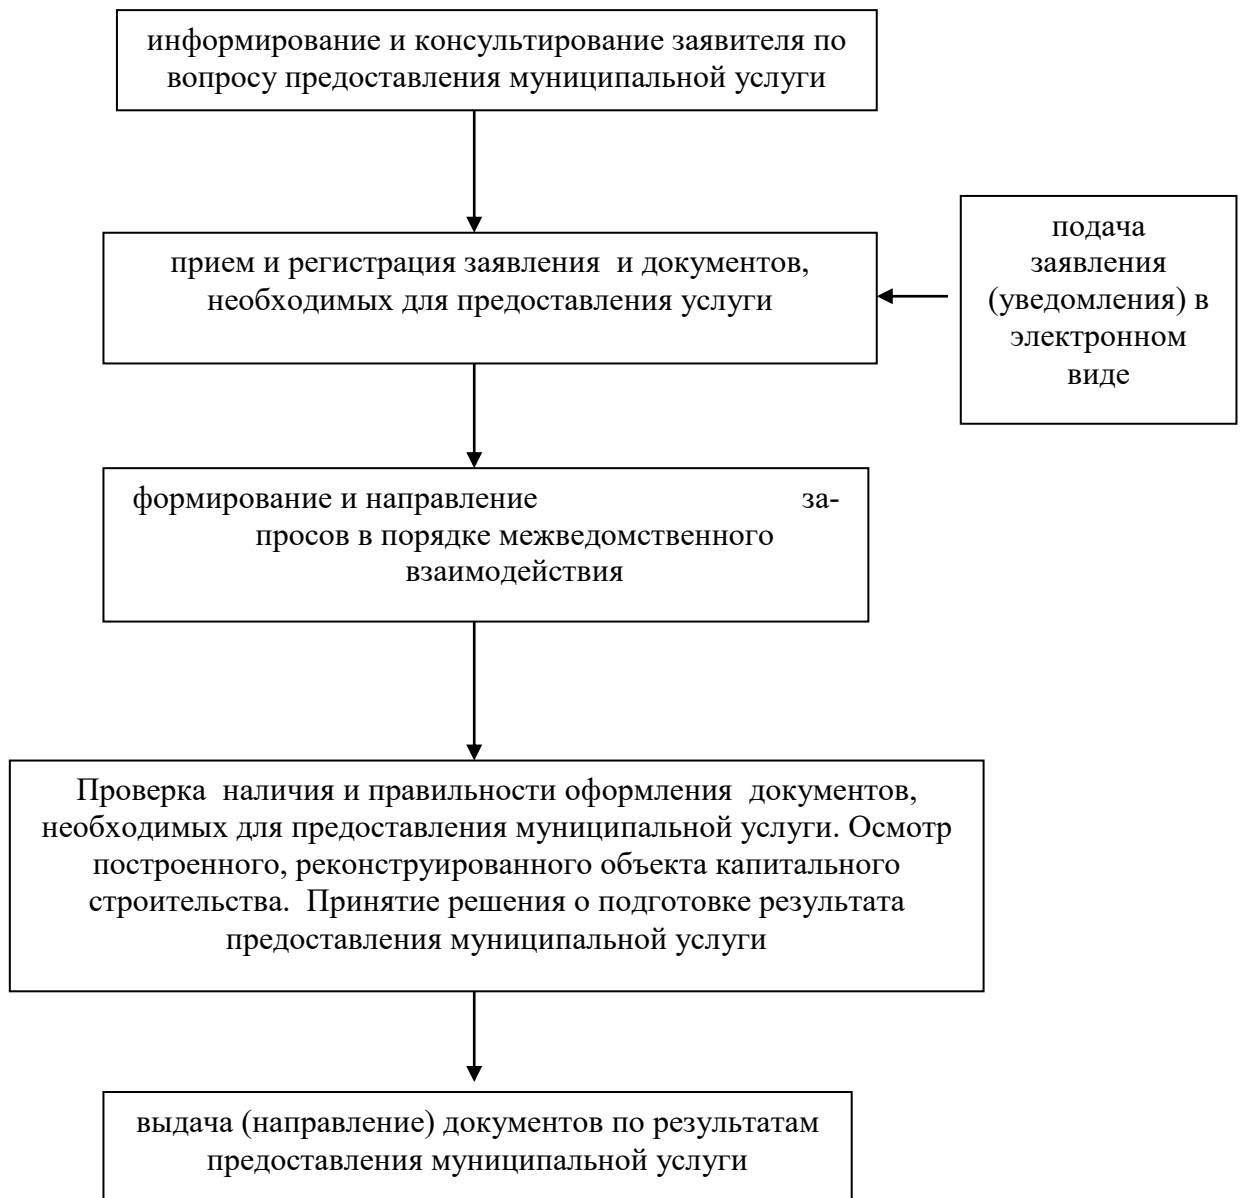 информирование и консультирование заявителя по
вопросу предоставления муниципальной услуги
прием и регистрация заявления и документов,
необходимых для предоставления услуги
подача
заявления
(уведомления) в
электронном
виде
формирование и направление за-
просов в порядке межведомственного
взаимодействия
Проверка наличия и правильности оформления документов,
необходимых для предоставления муниципальной услуги. Осмотр
построенного, реконструированного объекта капитального
строительства. Принятие решения о подготовке результата
предоставления муниципальной услуги
выдача (направление) документов по результатам
предоставления муниципальной услуги